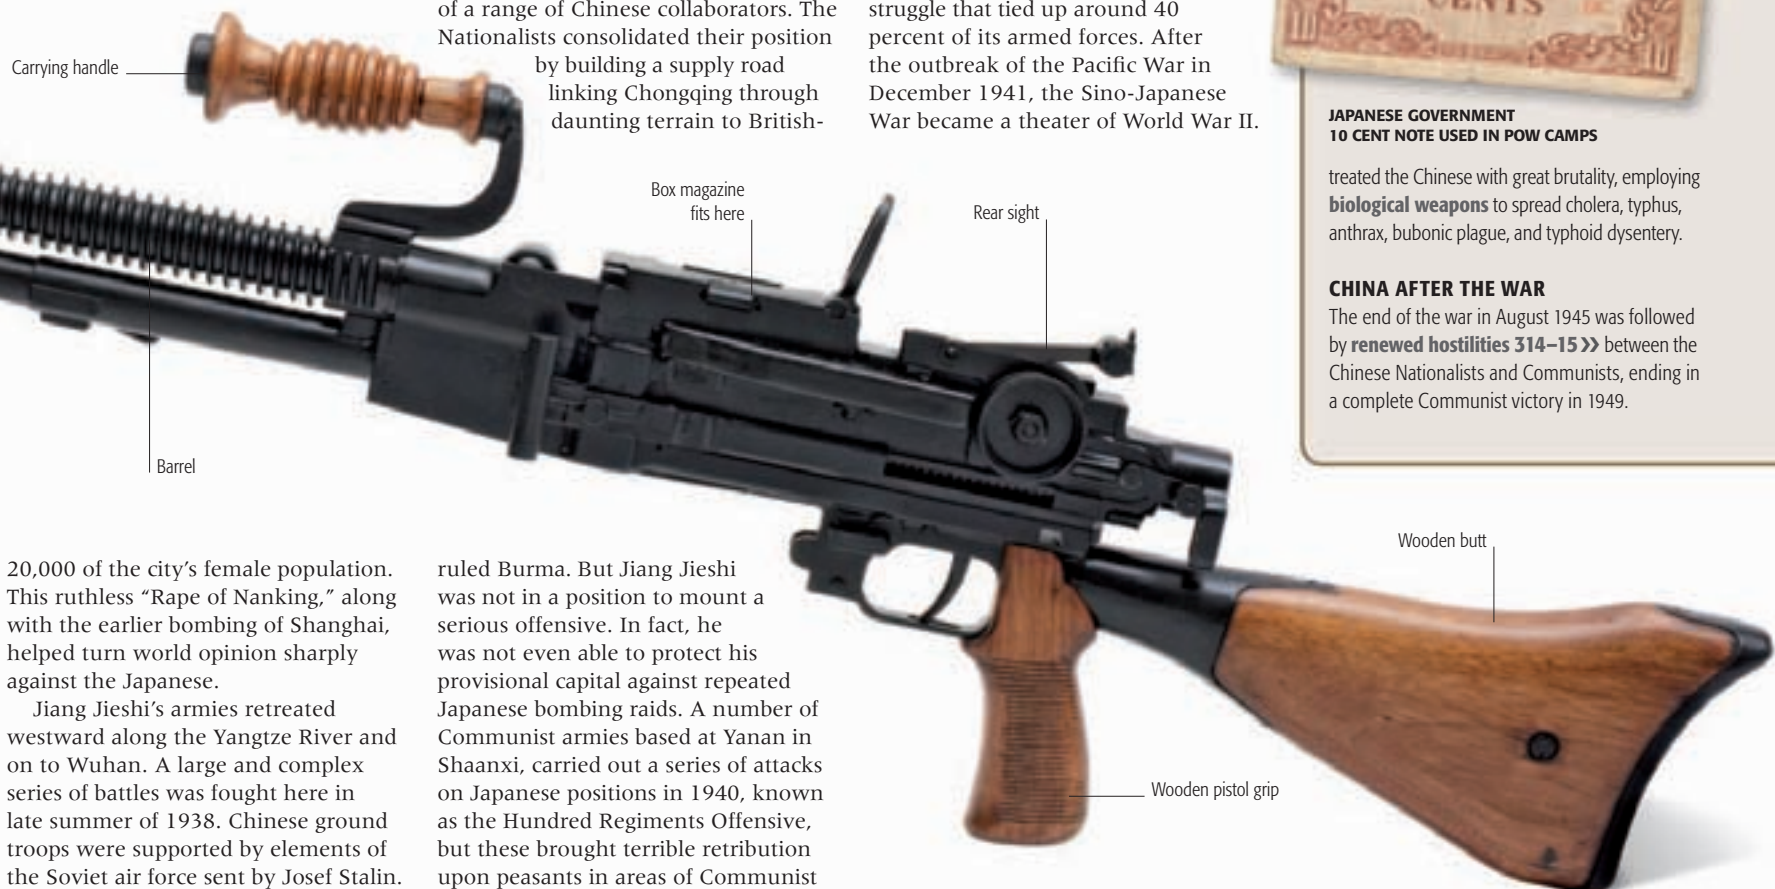 of a range of Chinese collaborators. The
Nationalists consolidated their position
by building a supply road
linking Chongqing through
daunting terrain to British-
struggle that tied up around 40
percent of its armed forces. After
the outbreak of the Pacific War in
December 1941, the Sino-Japanese
War became a theater of World War II.
CENTS
10
10
JAPANESE GOVERNMENT
10 CENT NOTE USED IN POW CAMPS
treated the Chinese with great brutality, employing
biological weapons to spread cholera, typhus,
anthrax, bubonic plague, and typhoid dysentery.
CHINA AFTER THE WAR
The end of the war in August 1945 was followed
by renewed hostilities 314–15 ❯❯ between the
Chinese Nationalists and Communists, ending in
a complete Communist victory in 1949.
Carrying handle
Box magazine
fits here
Rear sight
Barrel
Wooden butt
Wooden pistol grip
20,000 of the city’s female population.
This ruthless “Rape of Nanking,” along
with the earlier bombing of Shanghai,
helped turn world opinion sharply
against the Japanese.
Jiang Jieshi’s armies retreated
westward along the Yangtze River and
on to Wuhan. A large and complex
series of battles was fought here in
late summer of 1938. Chinese ground
troops were supported by elements of
the Soviet air force sent by Josef Stalin.
ruled Burma. But Jiang Jieshi
was not in a position to mount a
serious offensive. In fact, he
was not even able to protect his
provisional capital against repeated
Japanese bombing raids. A number of
Communist armies based at Yanan in
Shaanxi, carried out a series of attacks
on Japanese positions in 1940, known
as the Hundred Regiments Offensive,
but these brought terrible retribution
upon peasants in areas of Communist